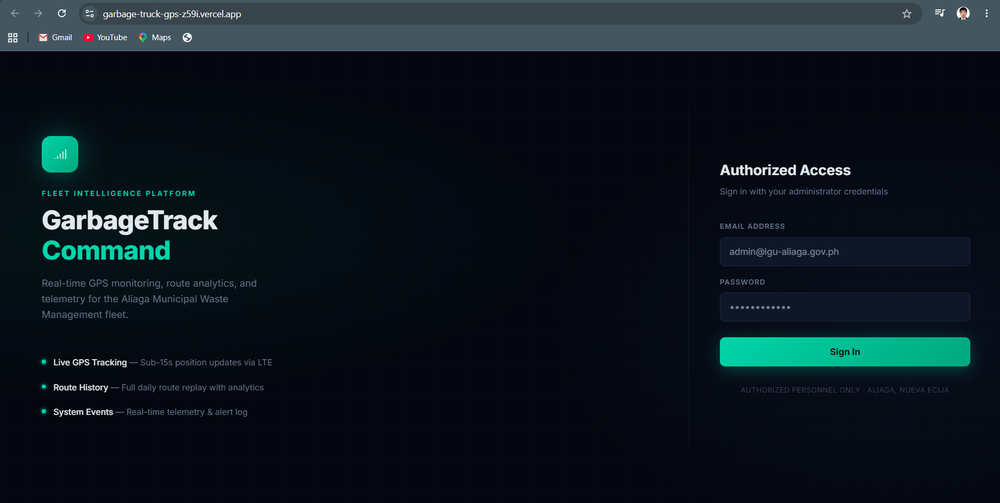 garbage-truck-gps-z59i.vercel.app
Gmail YouTube Maps
FLEET INTELLIGENCE PLATFORM
GarbageTrack
Command
Real-time GPS monitoring, route analytics, and
telemetry for the Aliaga Municipal Waste
Management fleet.
Live GPS Tracking — Sub-15s position updates via LTE
Route History — Full daily route replay with analytics
System Events — Real-time telemetry & alert log
Authorized Access
Sign in with your administrator credentials
EMAIL ADDRESS
admin@lgu-aliaga.gov.ph
PASSWORD
••••••••••••
Sign In
AUTHORIZED PERSONNEL ONLY · ALIAGA, NUEVA ECIJA